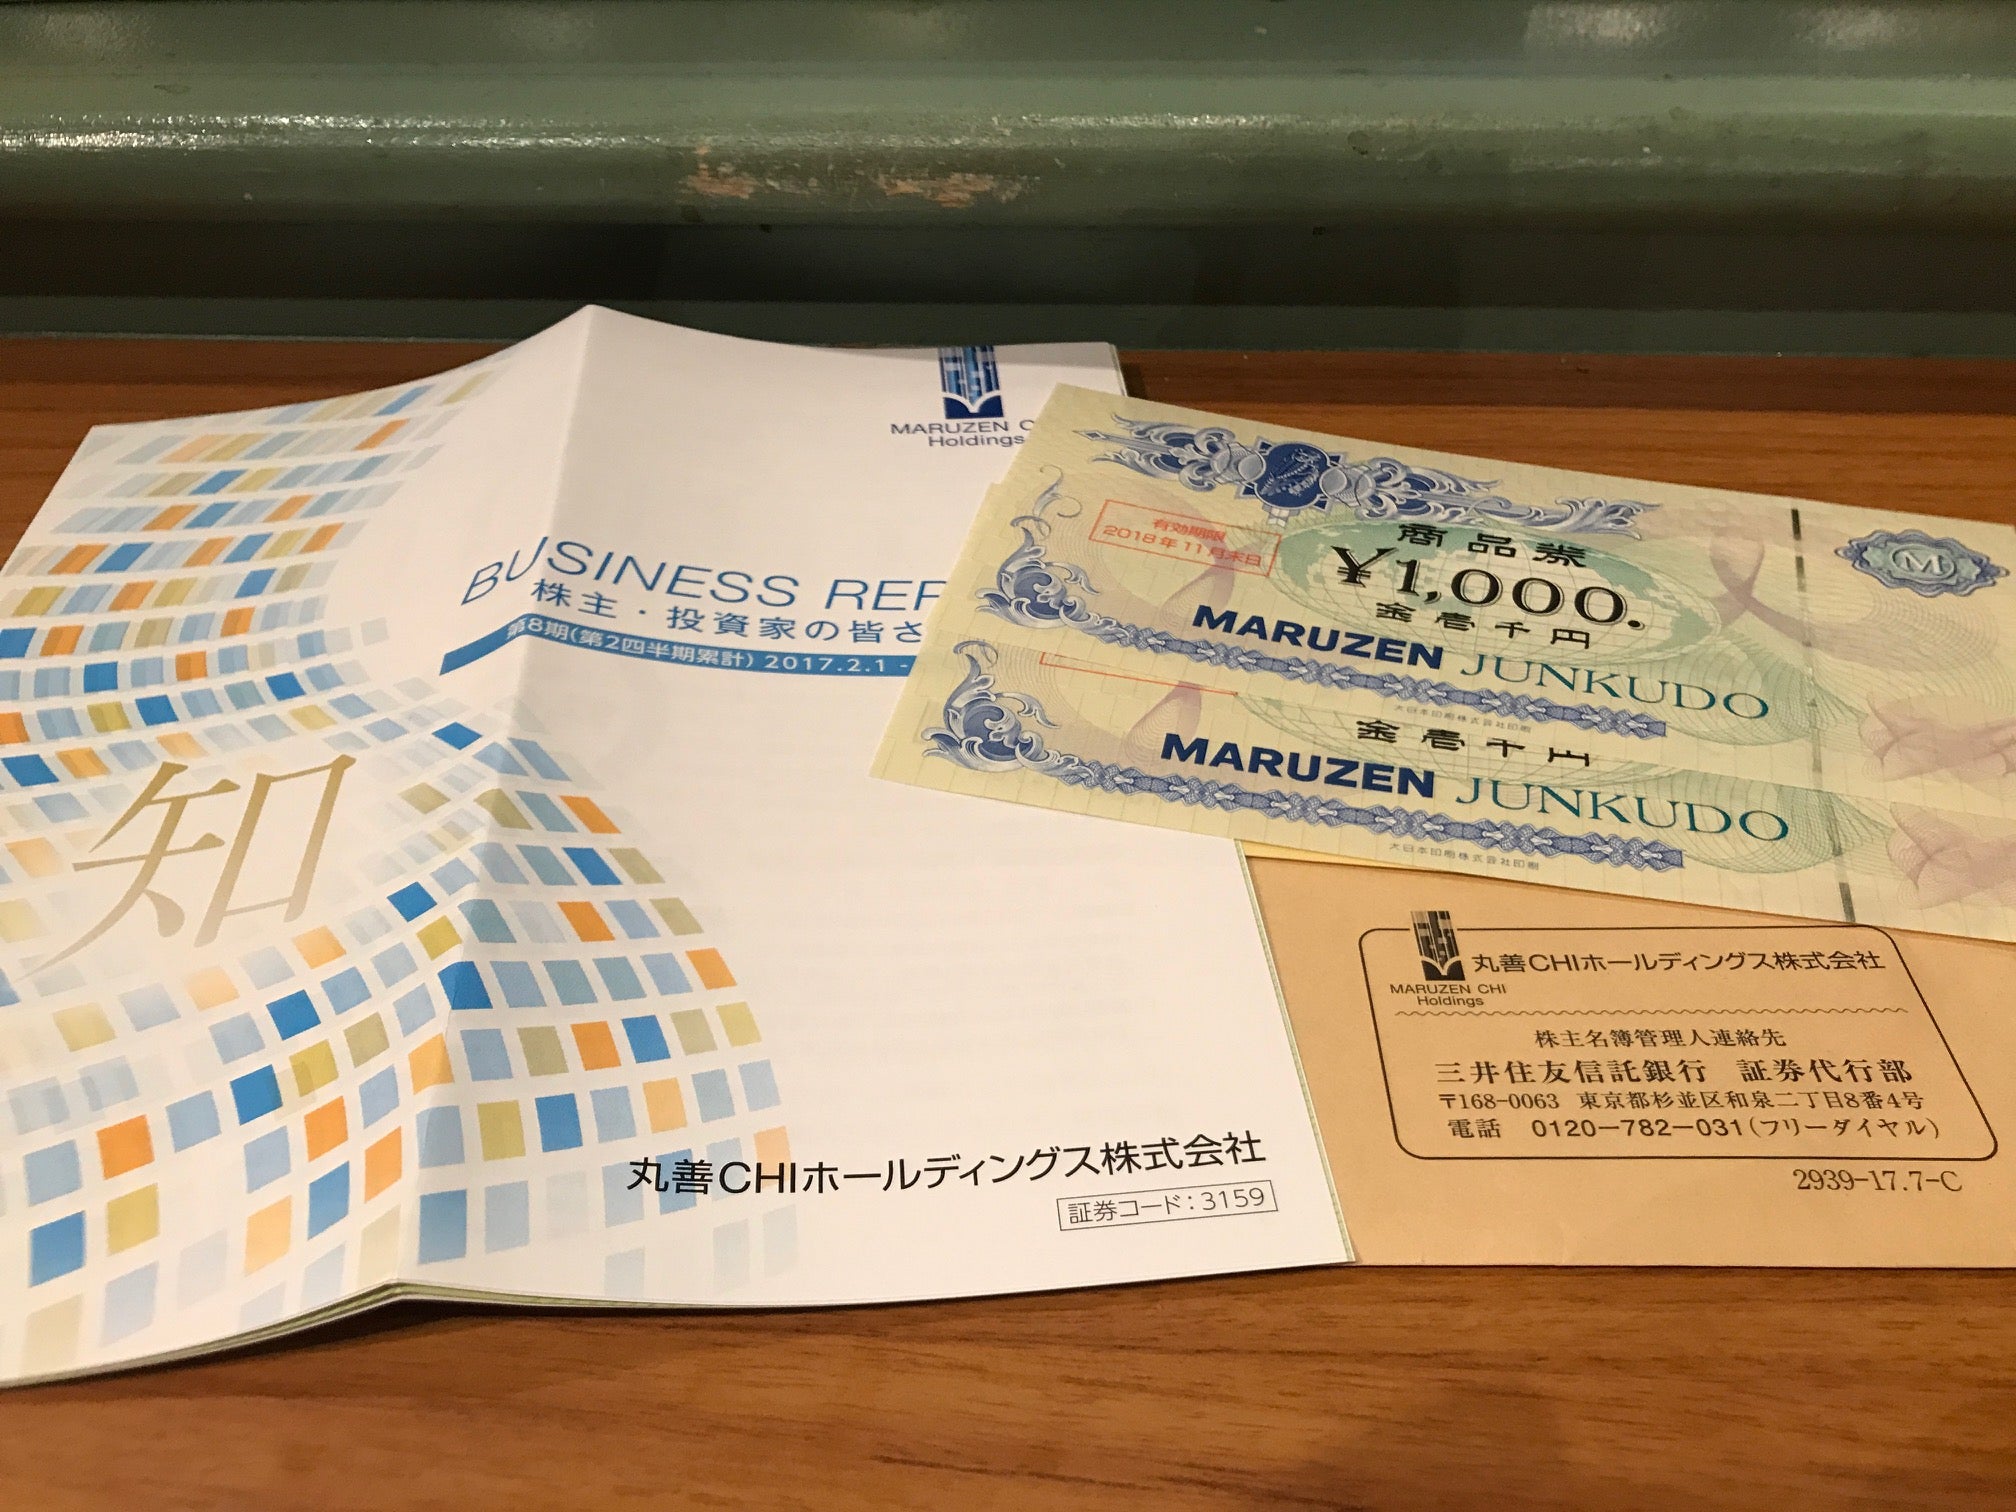 MARUZEN C
Holdings
BUSINESS REP
株主・投資家の皆さ
第8期(第2四半期累計) 2017.2.1 -
知
丸善CHIホールディングス株式会社
証券コード：3159
有効期限
2018年11月末日
商品券
¥1,000.
金壱千円
M
MARUZEN JUNKUDO
大日本印刷株式会社印刷
金壱千円
MARUZEN JUNKUDO
大日本印刷株式会社印刷
丸善CHIホールディングス株式会社
MARUZEN CHI
Holdings
株主名簿管理人連絡先
三井住友信託銀行 証券代行部
〒168-0063 東京都杉並区和泉二丁目8番4号
電話 0120-782-031(フリーダイヤル)
2939-17.7-C